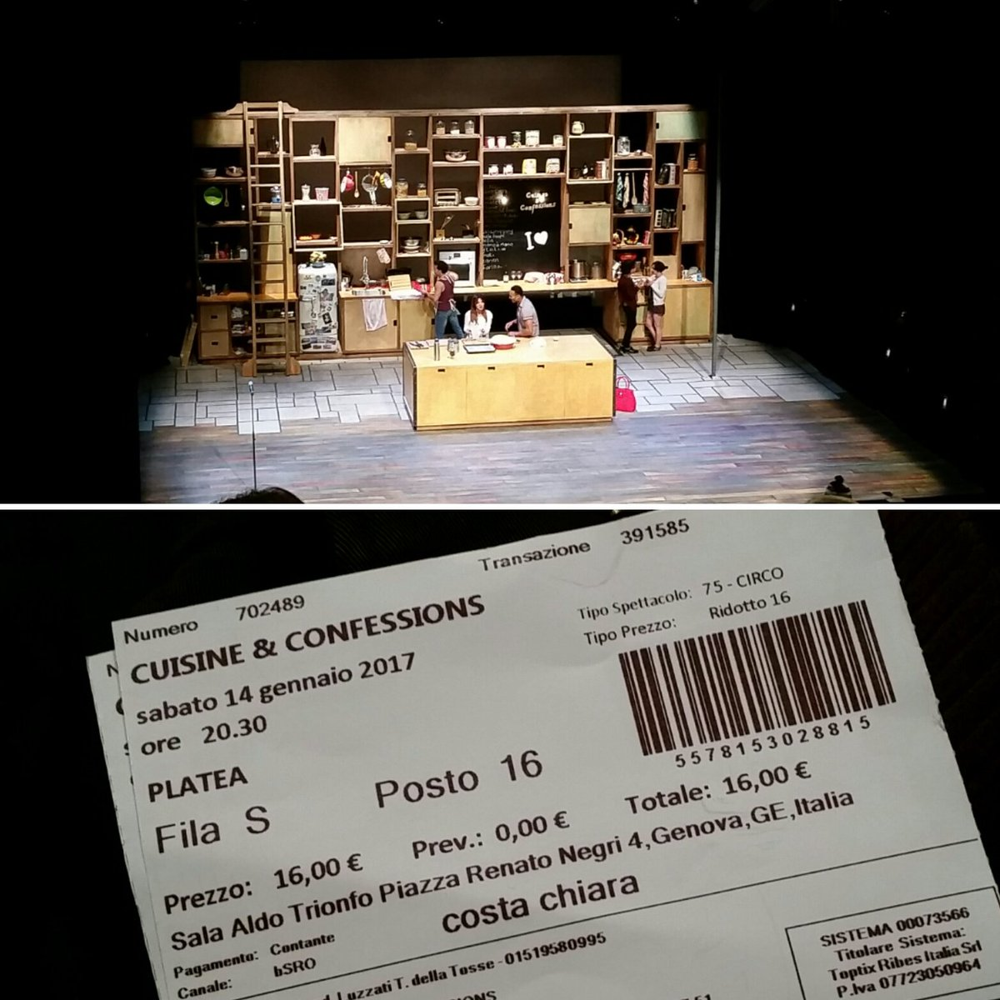 Cuisine
&
Confessions
I
Numero 702489
Transazione 391585
CUISINE & CONFESSIONS
sabato 14 gennaio 2017
ore 20.30
Tipo Spettacolo: 75 - CIRCO
Tipo Prezzo: Ridotto 16
5578153028815
PLATEA
Fila S Posto 16
Prezzo: 16,00 € Prev.: 0,00 € Totale: 16,00 €
Sala Aldo Trionfo Piazza Renato Negri 4,Genova,GE,Italia
costa chiara
Pagamento: Contante
Canale: bSRO
Luzzati T. della Tosse - 01519580995
SISTEMA 00073566
Titolare Sistema:
Toptix Ribes Italia Srl
P.Iva 07723050964